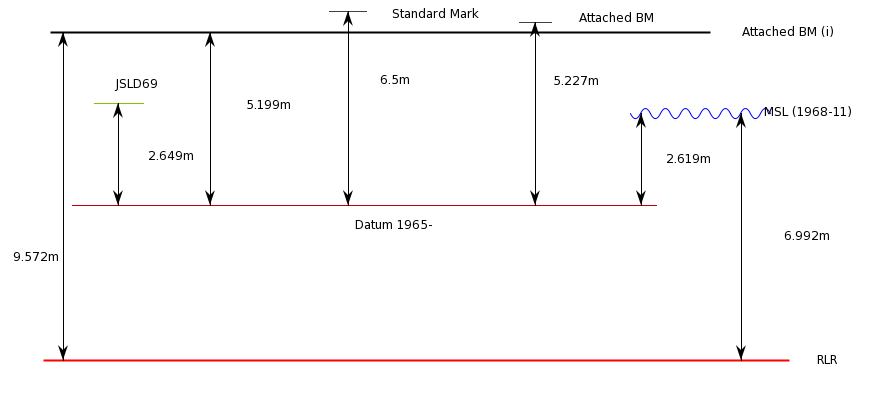 Standard Mark
Attached BM
Attached BM (i)
JSLD69
6.5m
5.227m
5.199m
MSL (1968-11)
2.649m
2.619m
Datum 1965-
6.992m
9.572m
RLR